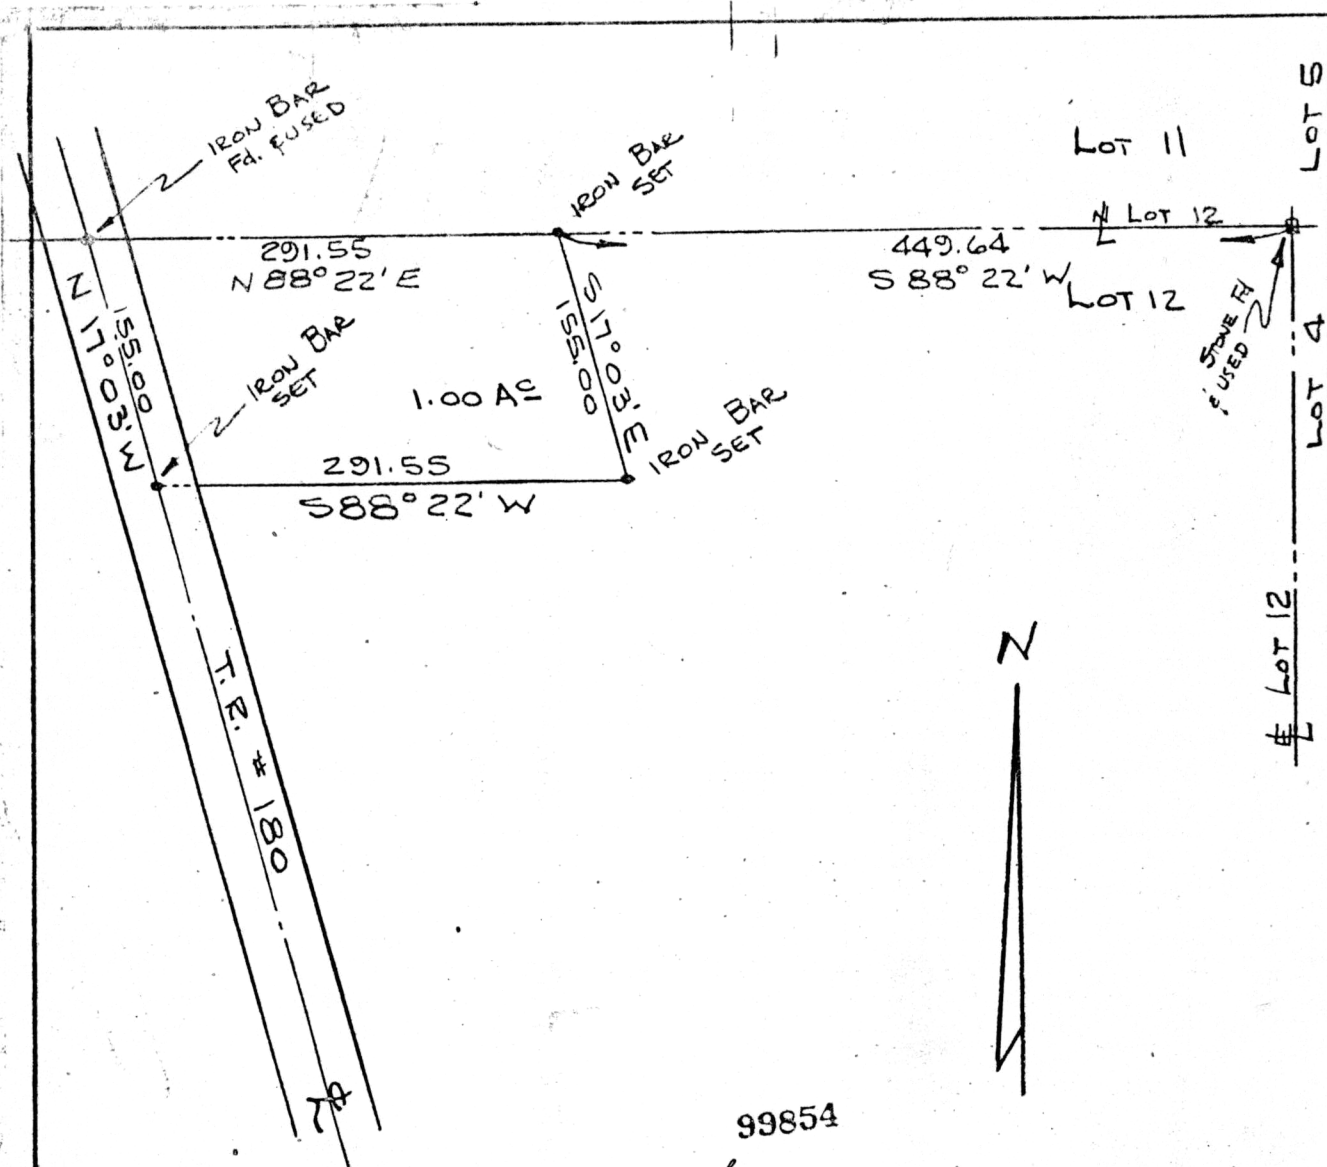 IRON BAR
Fd. & USED
IRON BAR
SET
LOT 11
LOT 5
N/L LOT 12
291.55
N 88° 22' E
449.64
S 88° 22' W
LOT 12
STONE Fd
& USED
LOT 4
N 17° 03' W
155.00
IRON BAR
SET
1.00 Ac
S 17° 03' E
155.00
IRON BAR
SET
291.55
S 88° 22' W
T. R. # 180
N
E/L LOT 12
℄
99854